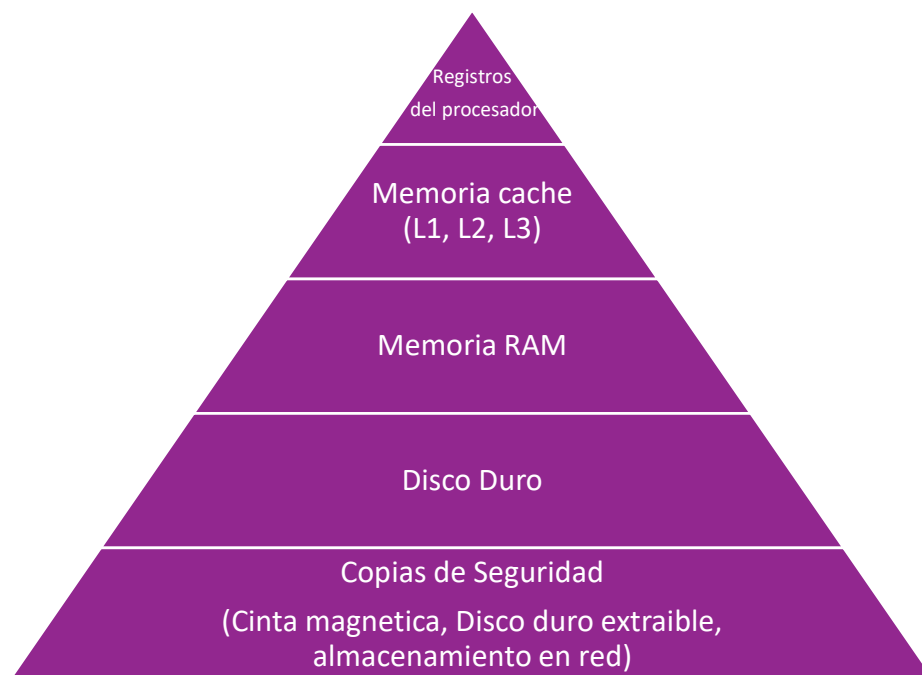 Registros
del procesador
Memoria cache
(L1, L2, L3)
Memoria RAM
Disco Duro
Copias de Seguridad
(Cinta magnetica, Disco duro extraible,
almacenamiento en red)